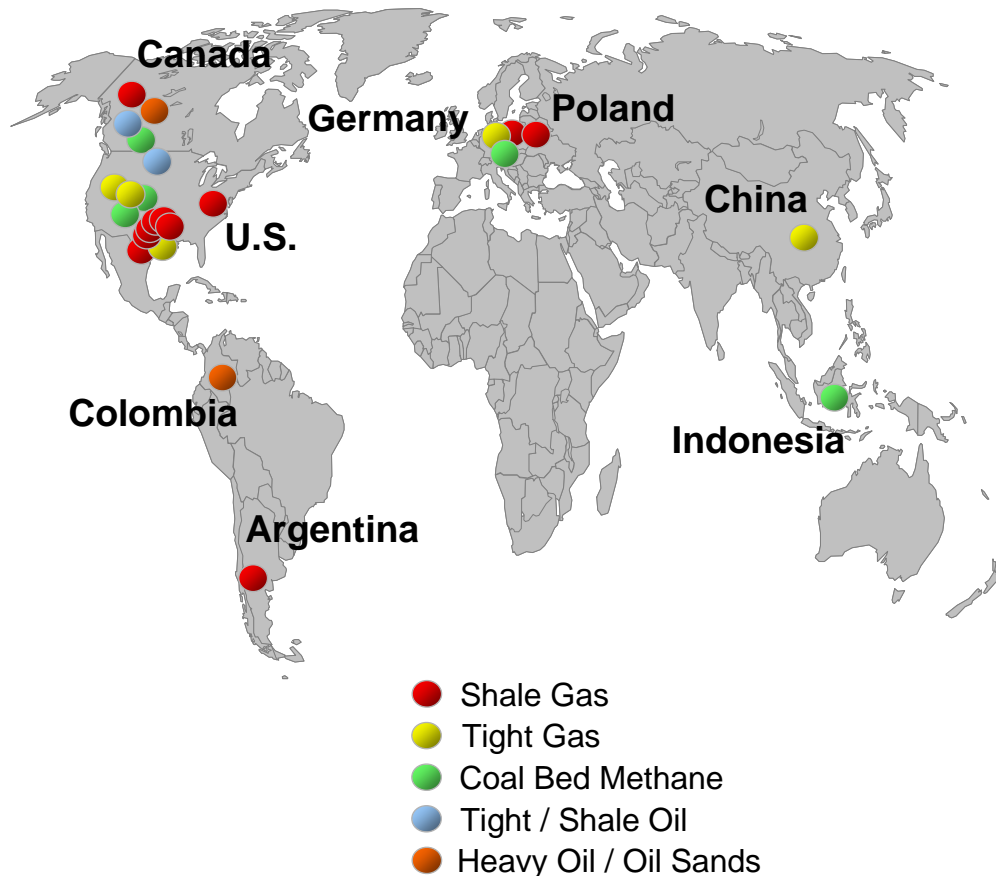 Canada
Germany
Poland
China
U.S.
Colombia
Indonesia
Argentina
Shale Gas
Tight Gas
Coal Bed Methane
Tight / Shale Oil
Heavy Oil / Oil Sands